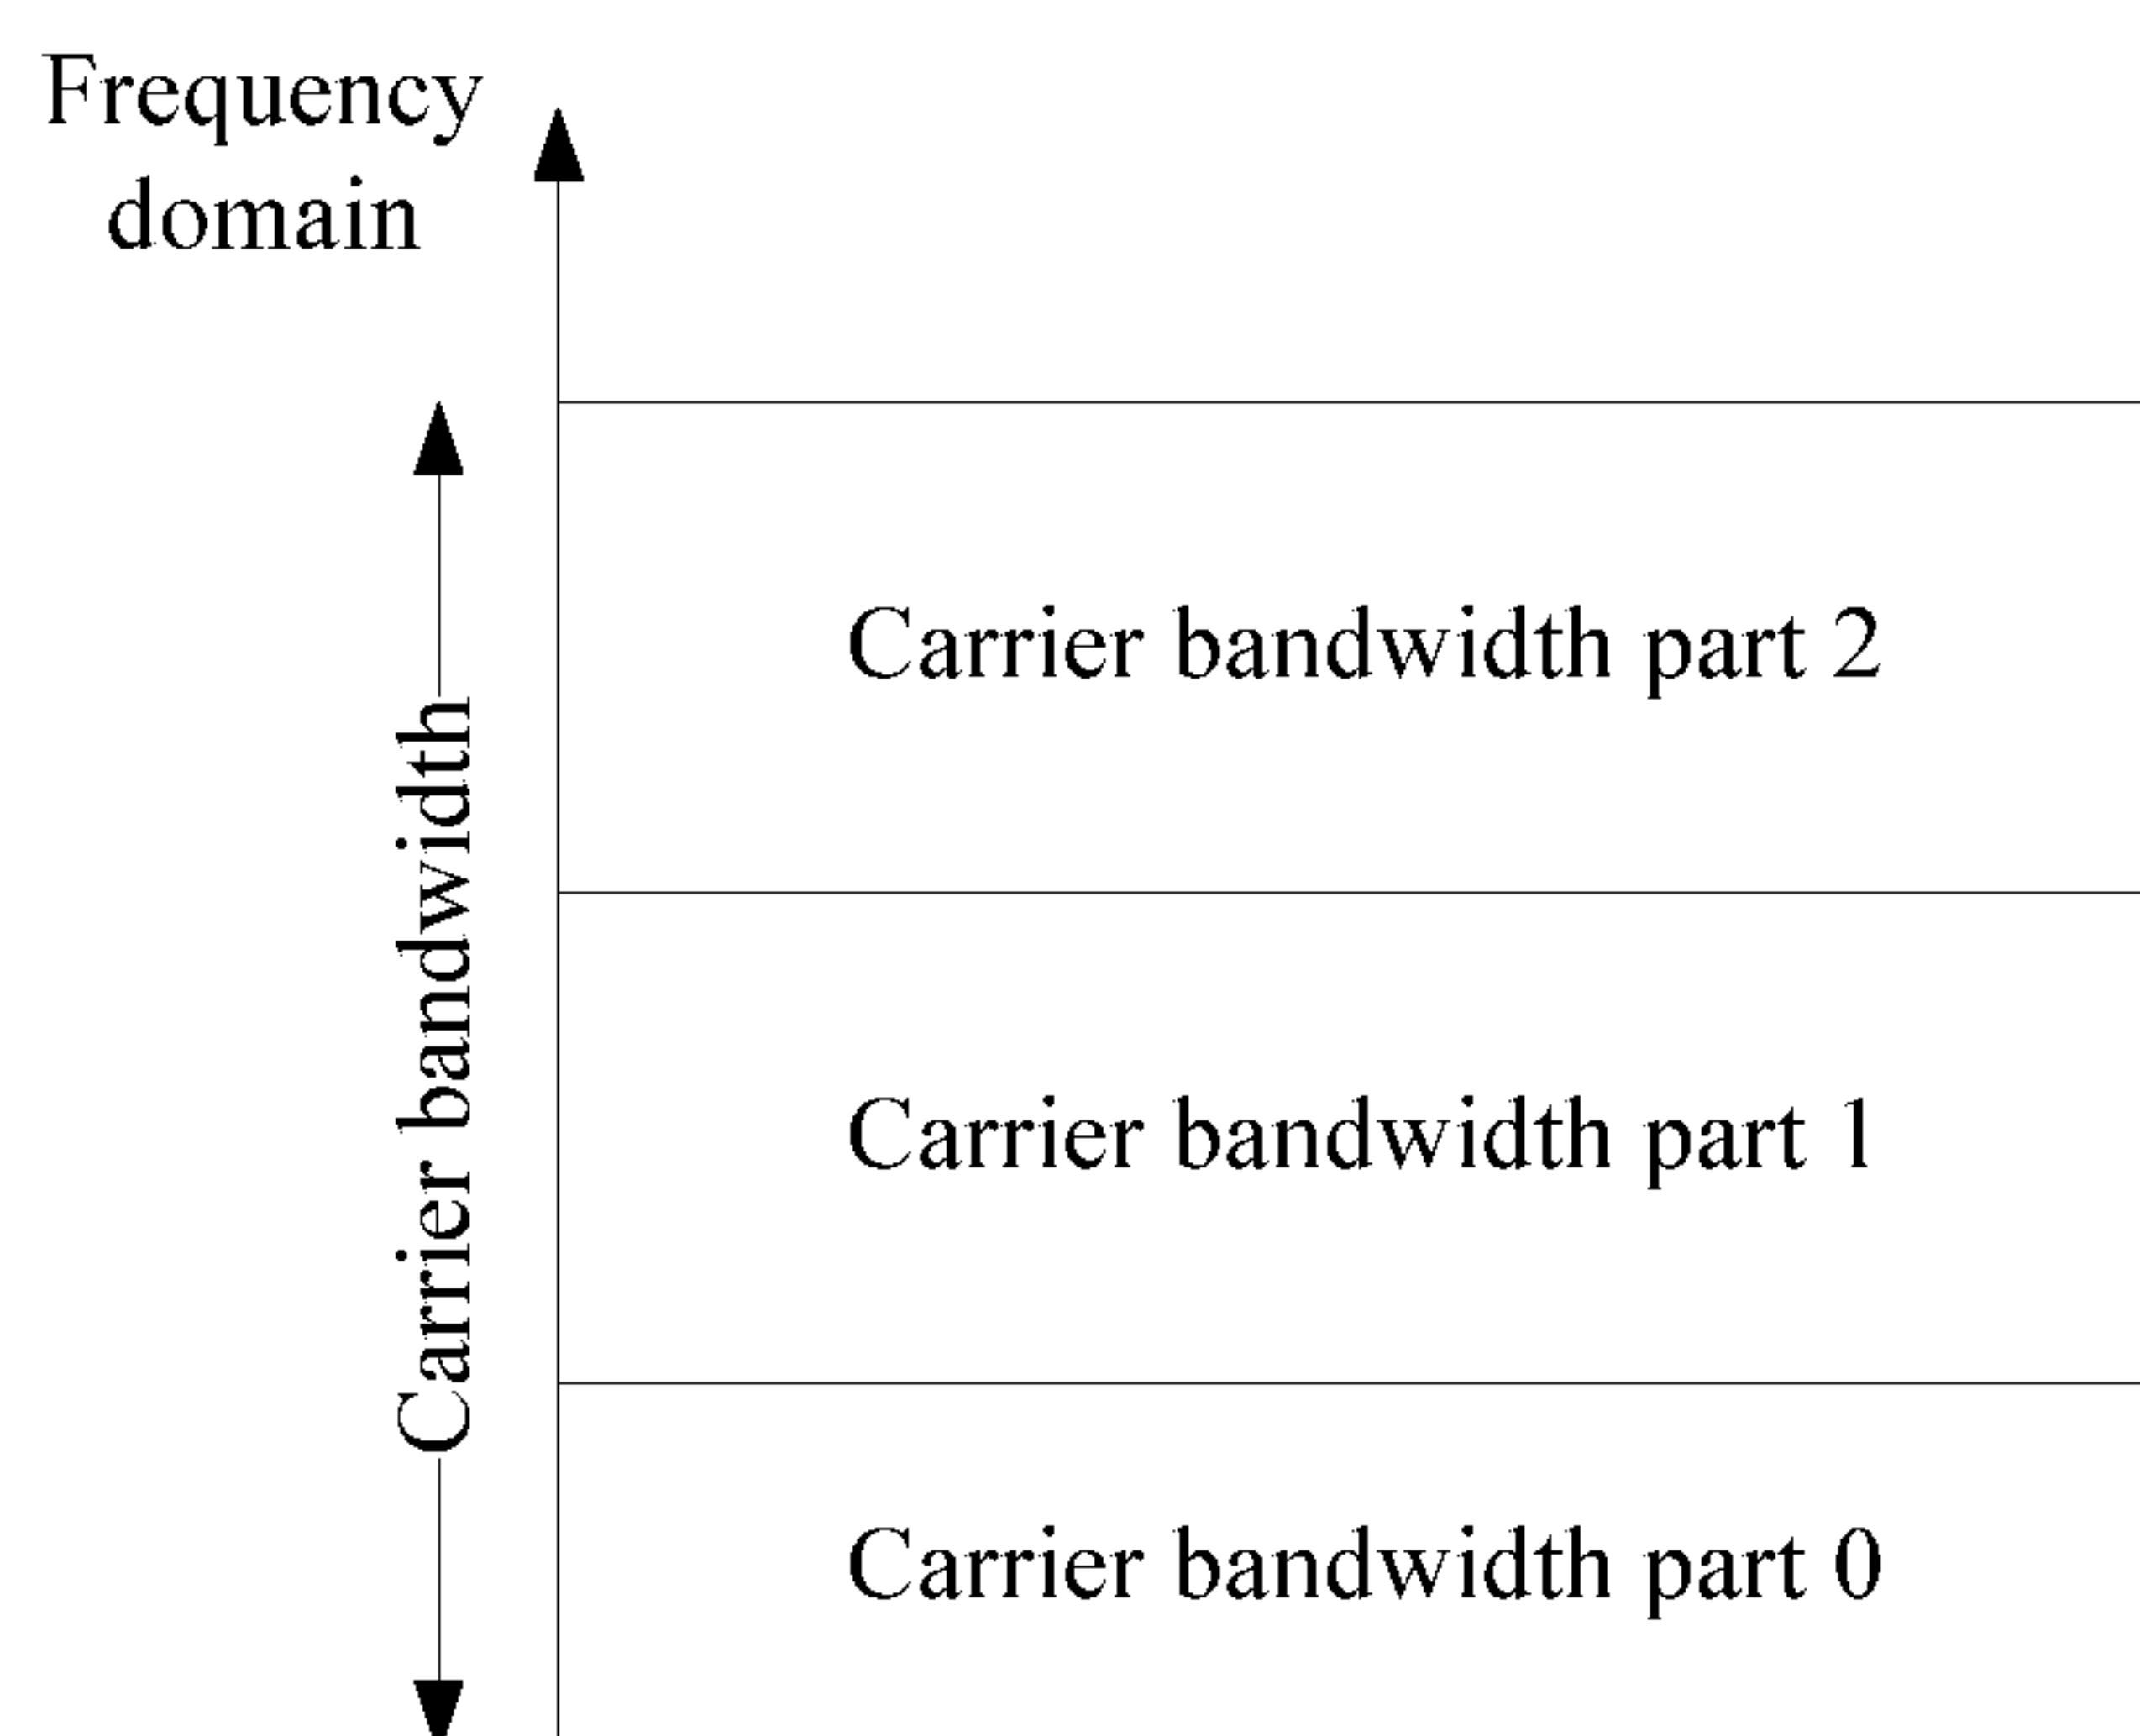 Frequency
domain
Carrier bandwidth
Carrier bandwidth part 2
Carrier bandwidth part 1
Carrier bandwidth part 0